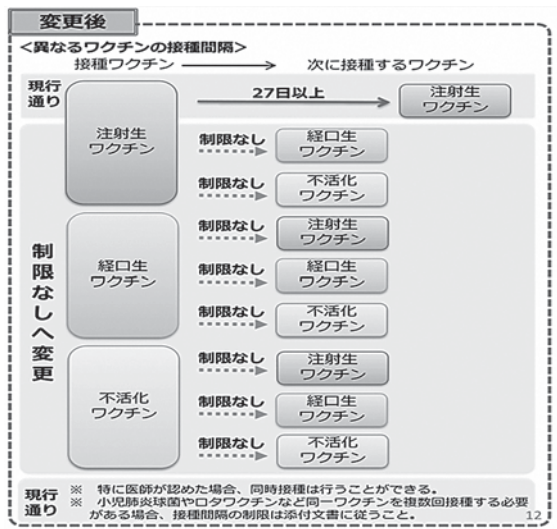 変更後
<異なるワクチンの接種間隔>
接種ワクチン → 次に接種するワクチン
現行
通り
注射生
ワクチン
27日以上
注射生
ワクチン
制限なしへ変更
制限なし
経口生
ワクチン
制限なし
不活化
ワクチン
経口生
ワクチン
制限なし
注射生
ワクチン
制限なし
経口生
ワクチン
制限なし
不活化
ワクチン
不活化
ワクチン
制限なし
注射生
ワクチン
制限なし
経口生
ワクチン
制限なし
不活化
ワクチン
現行
通り
※ 特に医師が認めた場合、同時接種は行うことができる。
※ 小児肺炎球菌やロタワクチンなど同一ワクチンを複数回接種する必要
がある場合、接種間隔の制限は添付文書に従うこと。
12